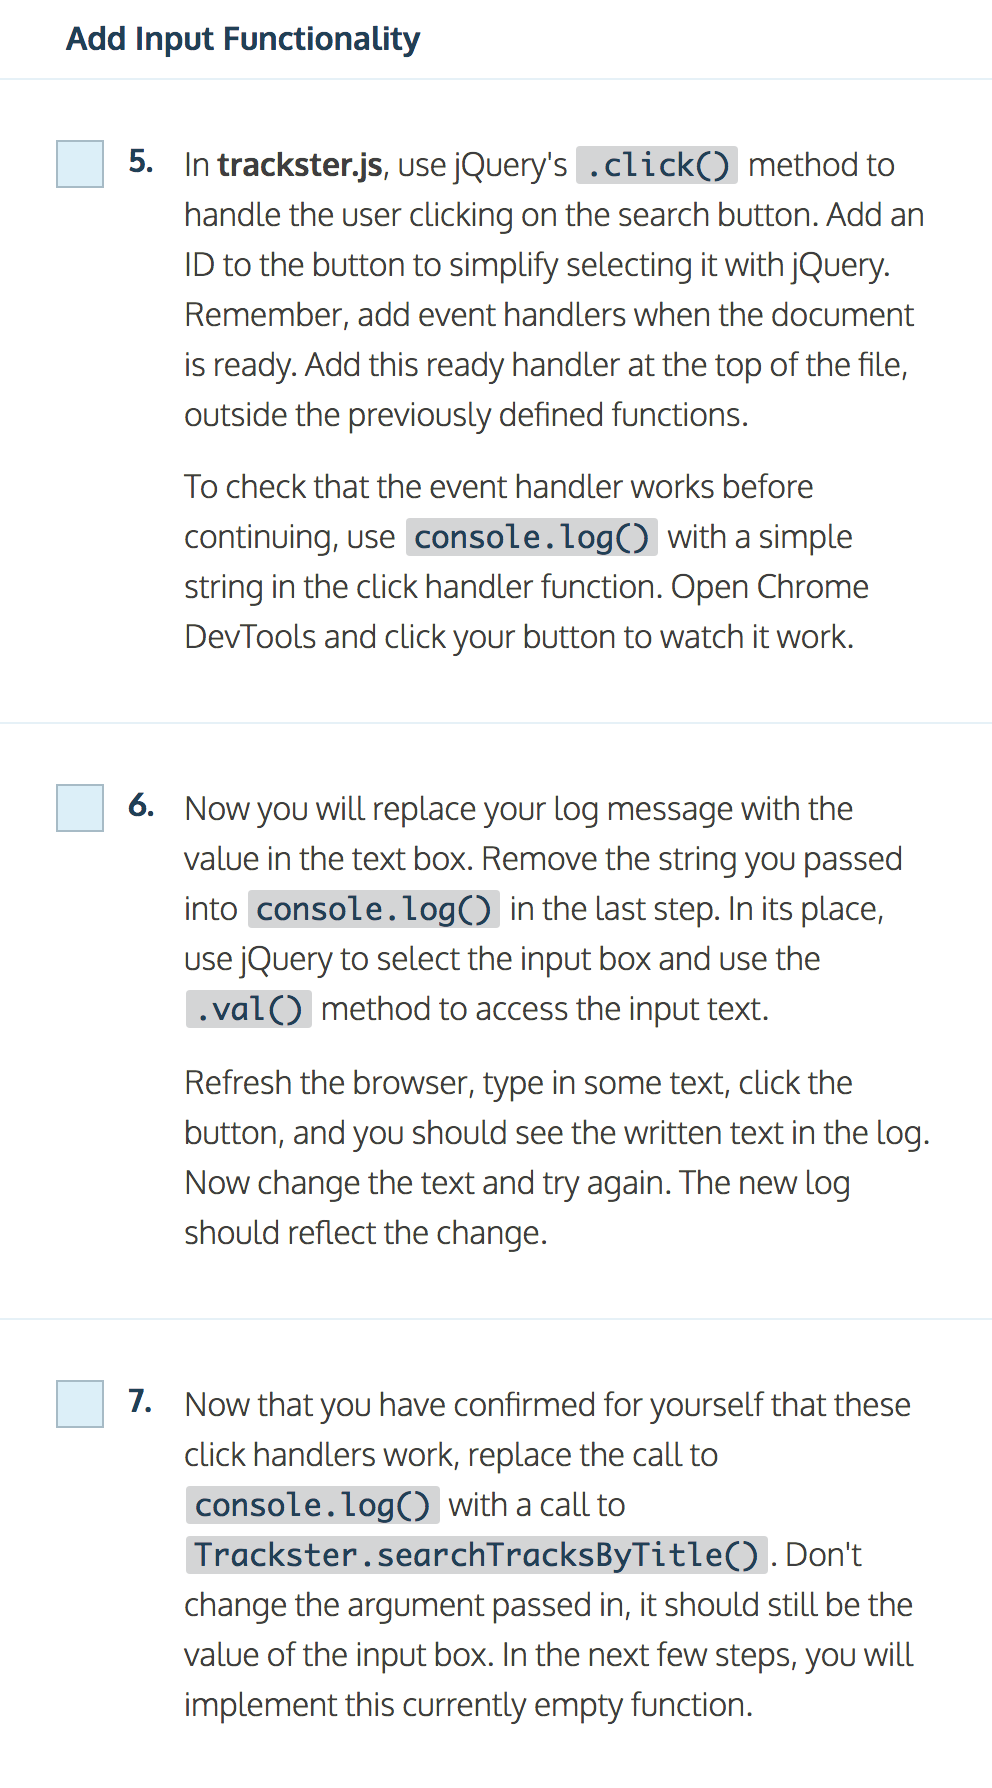 Add Input Functionality
5. In trackster.js, use jQuery's .click() method to
handle the user clicking on the search button. Add an
ID to the button to simplify selecting it with jQuery.
Remember, add event handlers when the document
is ready. Add this ready handler at the top of the file,
outside the previously defined functions.
To check that the event handler works before
continuing, use console.log() with a simple
string in the click handler function. Open Chrome
DevTools and click your button to watch it work.
6. Now you will replace your log message with the
value in the text box. Remove the string you passed
into console.log() in the last step. In its place,
use jQuery to select the input box and use the
.val() method to access the input text.
Refresh the browser, type in some text, click the
button, and you should see the written text in the log.
Now change the text and try again. The new log
should reflect the change.
7. Now that you have confirmed for yourself that these
click handlers work, replace the call to
console.log() with a call to
Trackster.searchTracksByTitle(). Don't
change the argument passed in, it should still be the
value of the input box. In the next few steps, you will
implement this currently empty function.